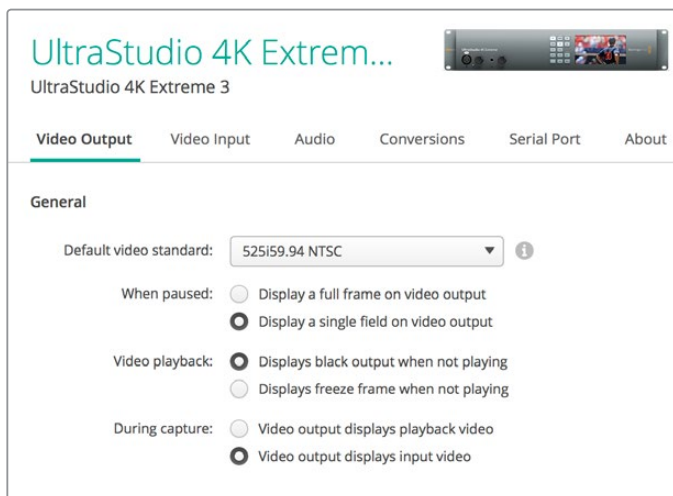 UltraStudio 4K Extrem...
UltraStudio 4K Extreme 3
Video Output Video Input Audio Conversions Serial Port About
General
Default video standard: 525i59.94 NTSC
When paused: Display a full frame on video output
Display a single field on video output
Video playback: Displays black output when not playing
Displays freeze frame when not playing
During capture: Video output displays playback video
Video output displays input video